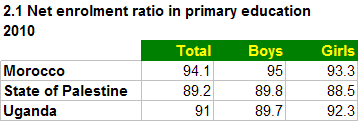 2.1 Net enrolment ratio in primary education
2010
Total Boys Girls
Morocco 94.1 95 93.3
State of Palestine 89.2 89.8 88.5
Uganda 91 89.7 92.3